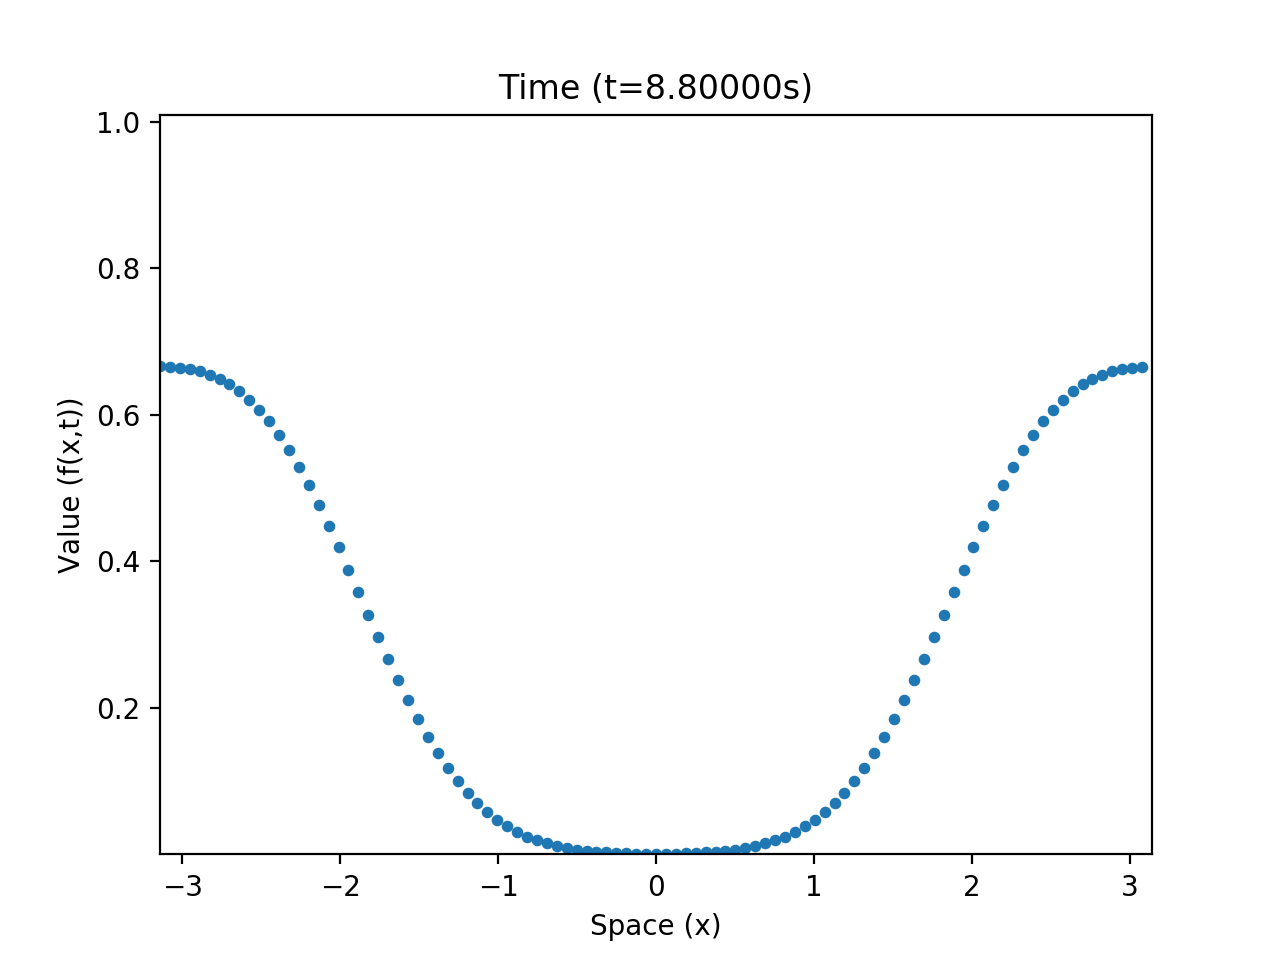 Time (t=8.80000s)
1.0
0.8
0.6
0.4
0.2
Value (f(x,t))
−3 −2 −1 0 1 2 3
Space (x)